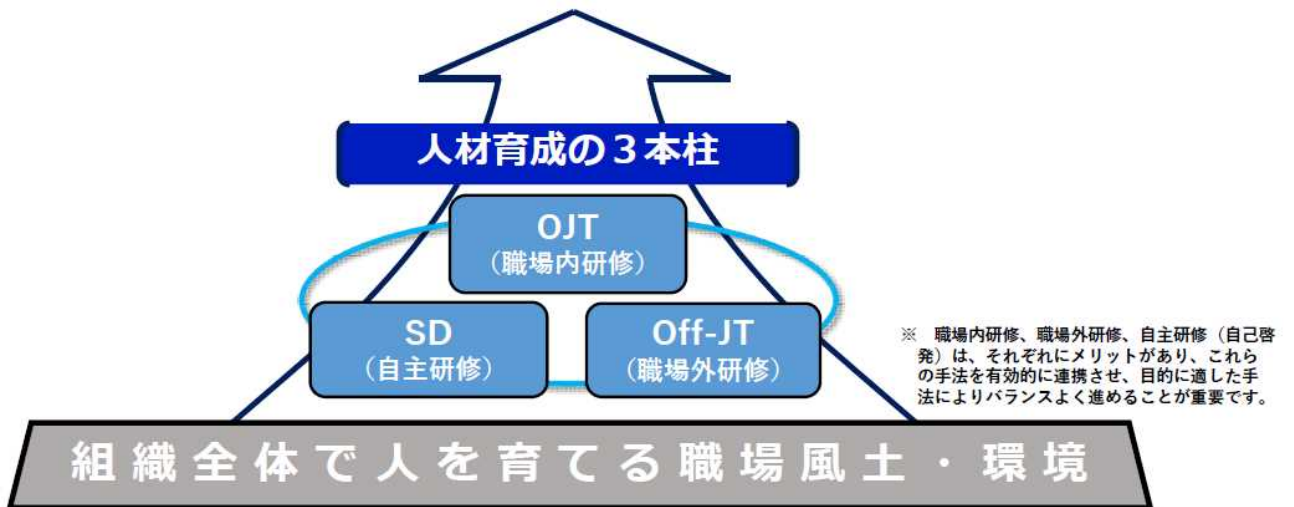 人材育成の３本柱
OJT
（職場内研修）
SD
（自主研修）
Off-JT
（職場外研修）
※　職場内研修、職場外研修、自主研修（自己啓
発）は、それぞれにメリットがあり、これら
の手法を有効的に連携させ、目的に適した手
法によりバランスよく進めることが重要です。
組織全体で人を育てる職場風土・環境